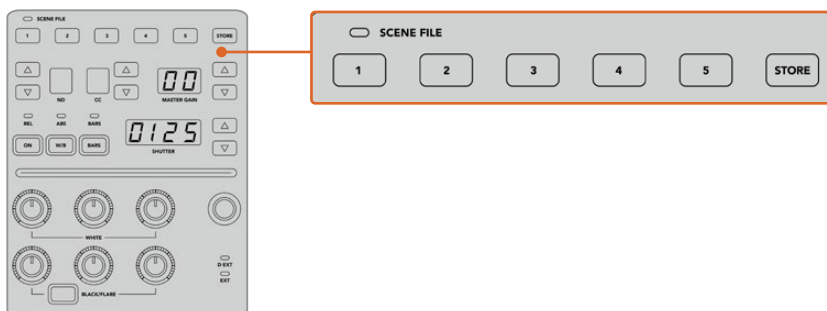 SCENE FILE
1 2 3 4 5 STORE
ND CC 00 MASTER GAIN
REL ABS BARS
ON W/B BARS 0125 SHUTTER
WHITE
D-EXT
EXT
BLACK/FLARE
SCENE FILE
1 2 3 4 5 STORE